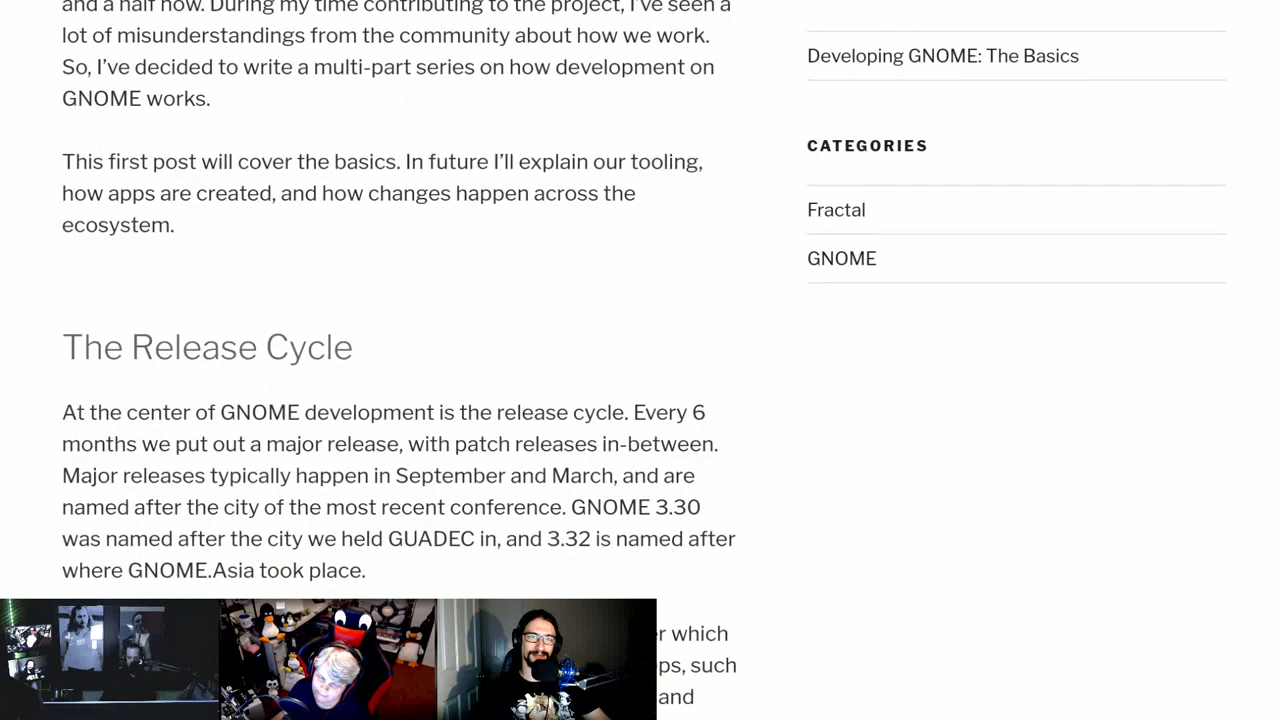 and a half now. During my time contributing to the project, I've seen a
lot of misunderstandings from the community about how we work.
So, I've decided to write a multi-part series on how development on
GNOME works.
This first post will cover the basics. In future I'll explain our tooling,
how apps are created, and how changes happen across the
ecosystem.
The Release Cycle
At the center of GNOME development is the release cycle. Every 6
months we put out a major release, with patch releases in-between.
Major releases typically happen in September and March, and are
named after the city of the most recent conference. GNOME 3.30
was named after the city we held GUADEC in, and 3.32 is named after
where GNOME.Asia took place.
which
such
and
Developing GNOME: The Basics
CATEGORIES
Fractal
GNOME